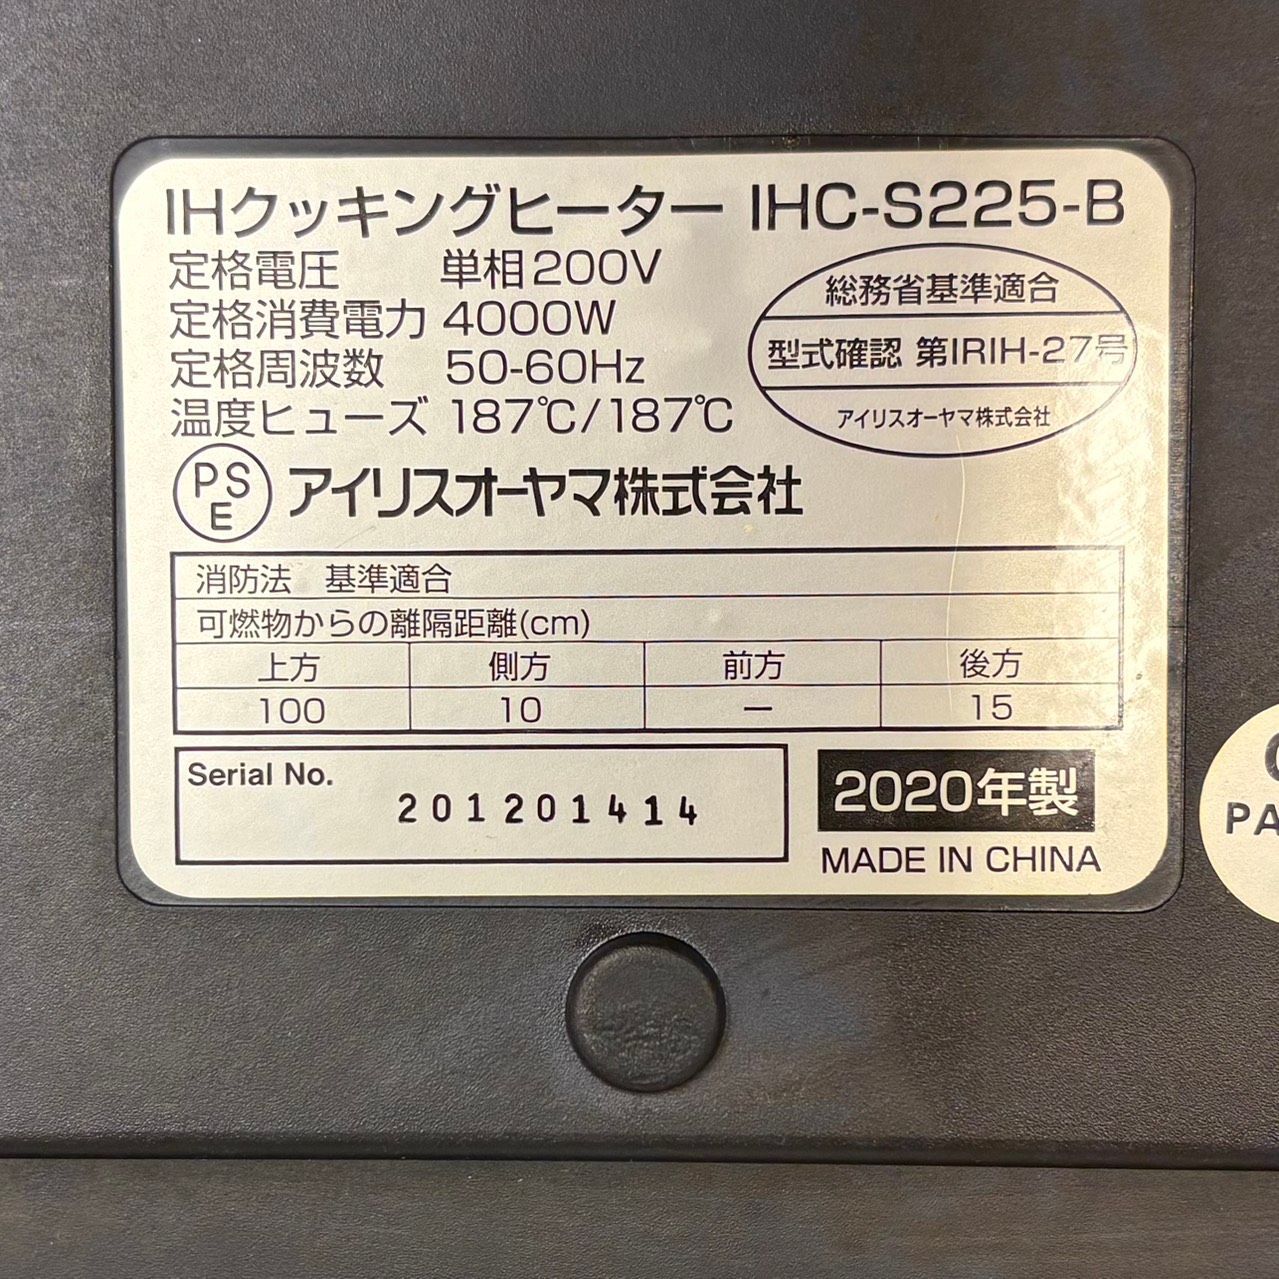 IHクッキングヒーター IHC-S225-B
定格電圧 単相200V
定格消費電力 4000W
定格周波数 50-60Hz
温度ヒューズ 187℃/187℃
総務省基準適合
型式確認 第IRIH-27号
アイリスオーヤマ株式会社
PSE アイリスオーヤマ株式会社
消防法 基準適合
可燃物からの離隔距離(cm)
上方 側方 前方 後方
100 10 ー 15
Serial No.
201201414
2020年製
MADE IN CHINA
PA